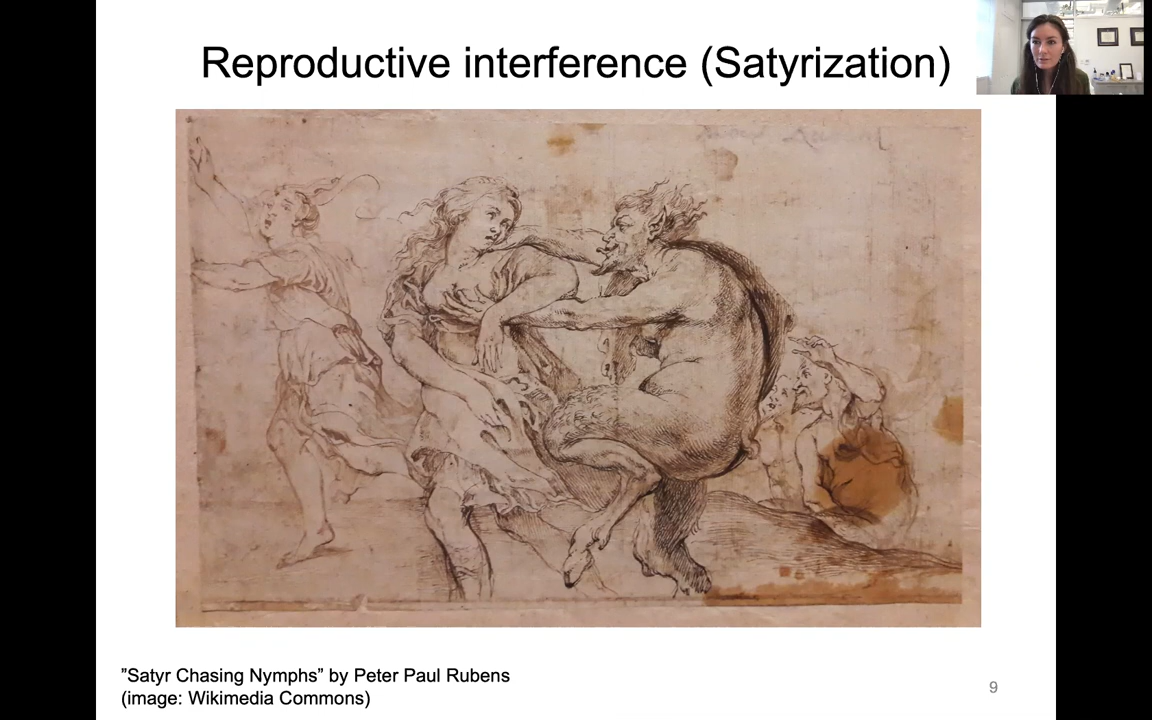 Reproductive interference (Satyrization)
”Satyr Chasing Nymphs” by Peter Paul Rubens
(image: Wikimedia Commons)
9